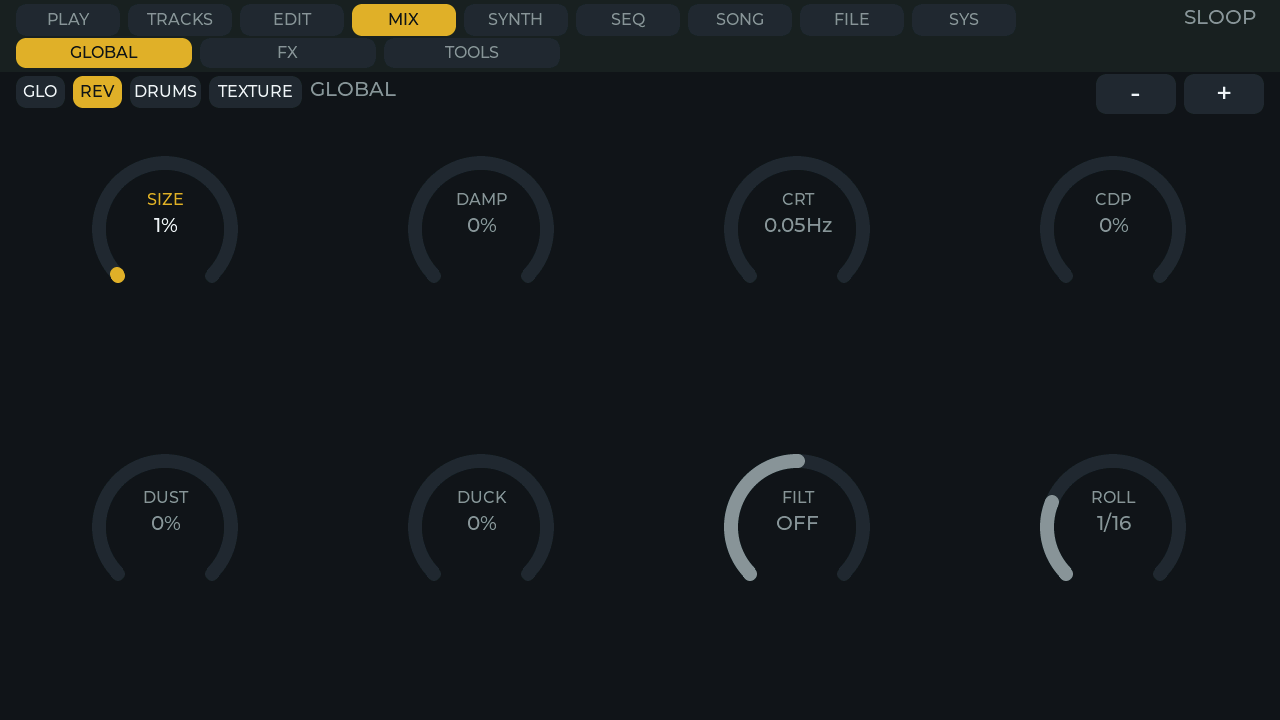 PLAY TRACKS EDIT MIX SYNTH SEQ SONG FILE SYS SLOOP
GLOBAL FX TOOLS
GLO REV DRUMS TEXTURE GLOBAL - +
SIZE DAMP CRT CDP
1% 0% 0.05Hz 0%
DUST DUCK FILT ROLL
0% 0% OFF 1/16